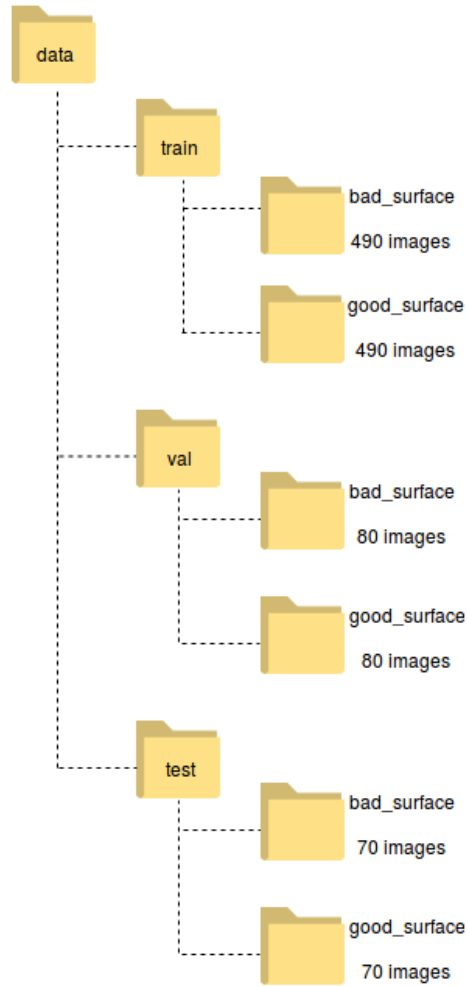 data
train
bad_surface
490 images
good_surface
490 images
val
bad_surface
80 images
good_surface
80 images
test
bad_surface
70 images
good_surface
70 images